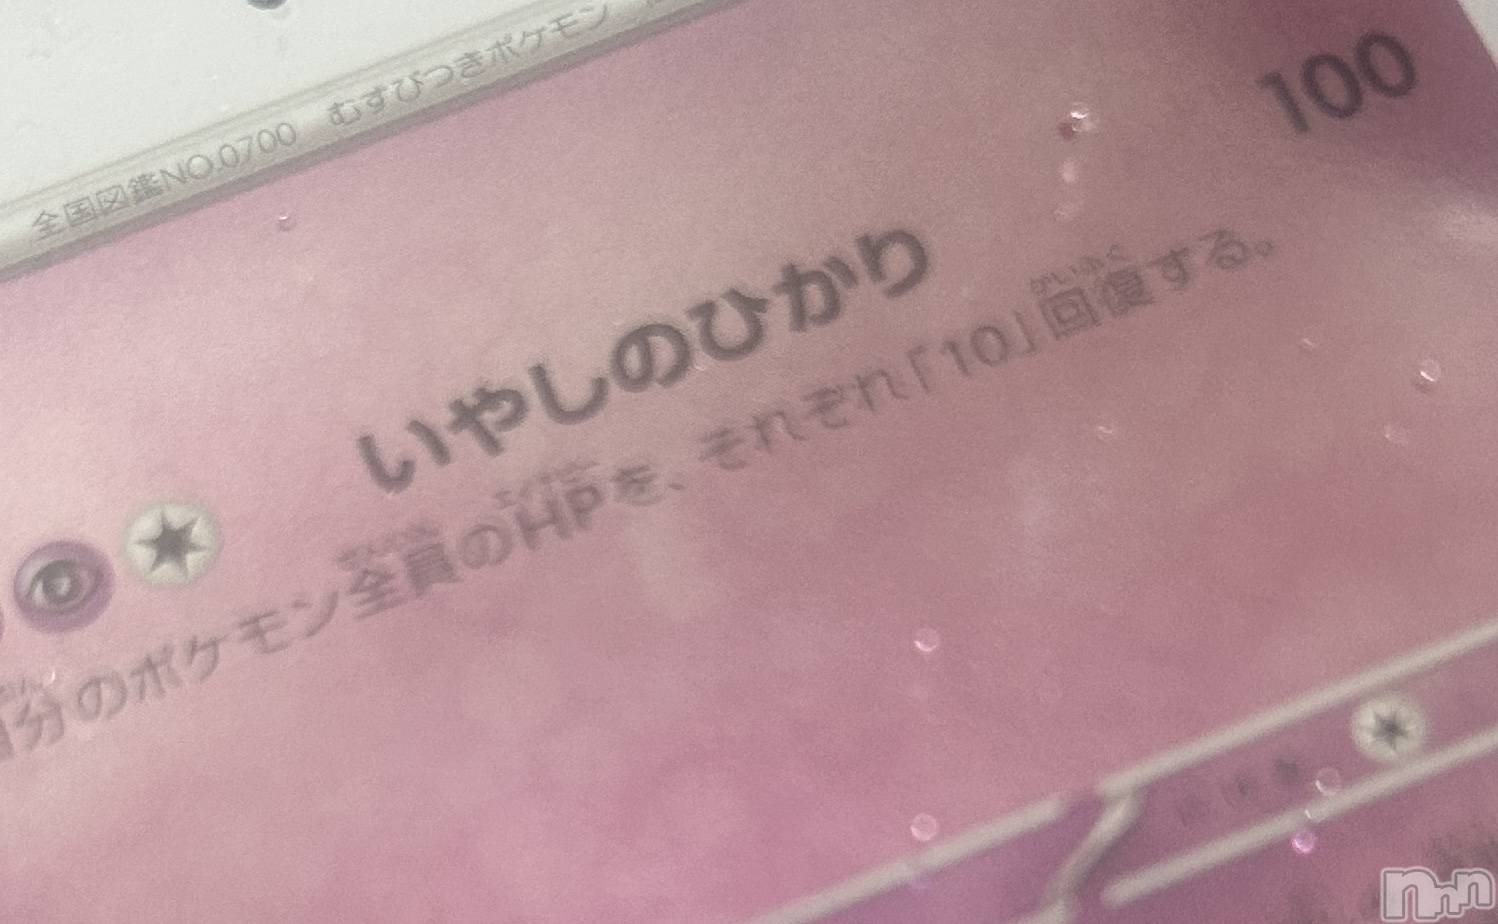 全国図鑑NO.0700 むすびつきポケモン
いやしのひかり 100
自分のポケモン全員のHPを、それぞれ「10」回復する。
nnn